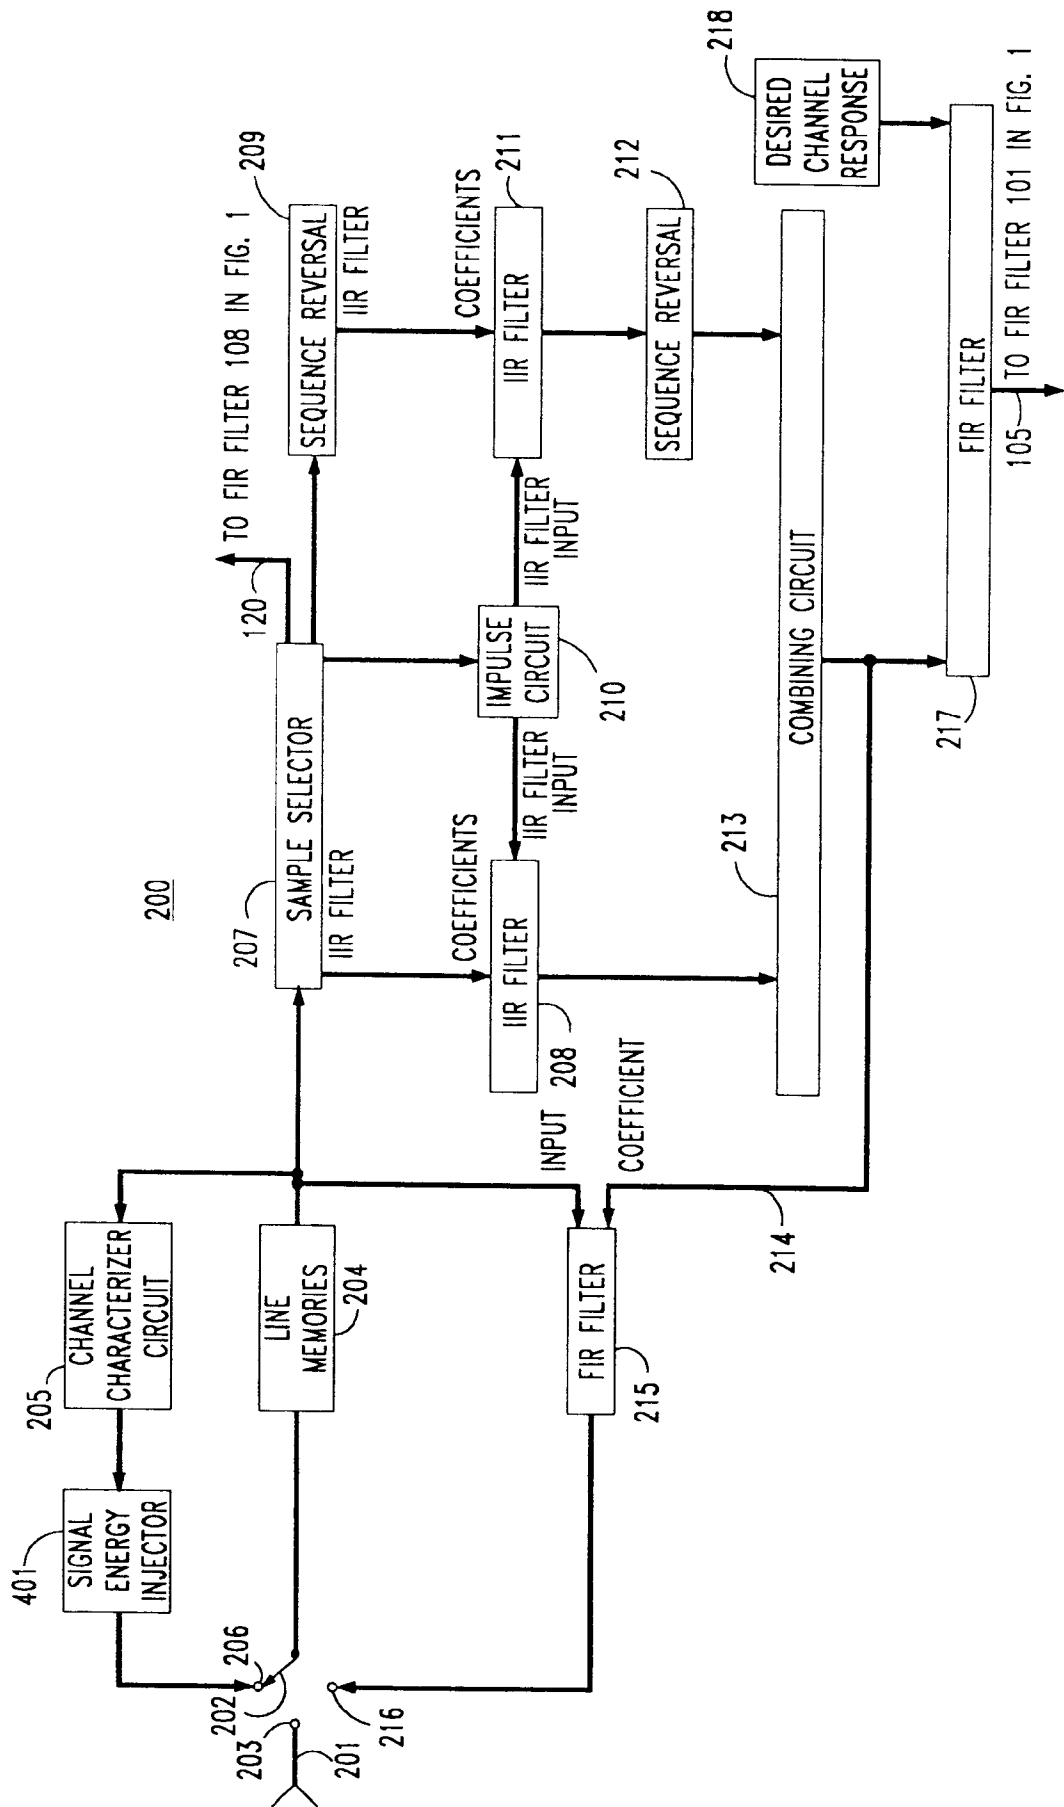 200
401
SIGNAL
ENERGY
INJECTOR
205
CHANNEL
CHARACTERIZER
CIRCUIT
206
202
203
201
216
LINE
MEMORIES
204
207
SAMPLE SELECTOR
120
TO FIR FILTER 108 IN FIG. 1
SEQUENCE REVERSAL
209
IIR FILTER
COEFFICIENTS
IIR FILTER
COEFFICIENTS
IIR FILTER
208
IIR FILTER
INPUT
IMPULSE
CIRCUIT
210
IIR FILTER
INPUT
IIR FILTER
211
SEQUENCE REVERSAL
212
FIR FILTER
215
INPUT
COEFFICIENT
214
213
COMBINING CIRCUIT
DESIRED
CHANNEL
RESPONSE
218
217
FIR FILTER
105
TO FIR FILTER 101 IN FIG. 1